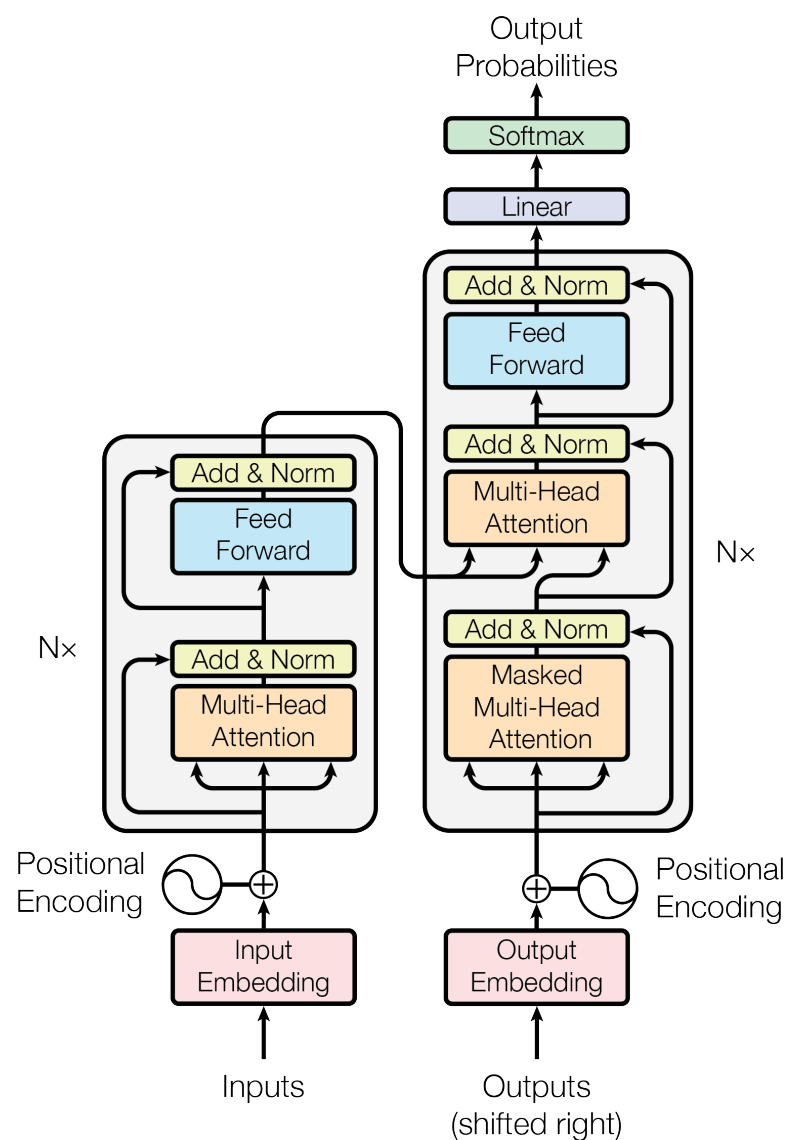 Output
Probabilities
Softmax
Linear
Add & Norm
Feed
Forward
Add & Norm
Multi-Head
Attention
Nx
Add & Norm
Masked
Multi-Head
Attention
Add & Norm
Feed
Forward
Nx
Add & Norm
Multi-Head
Attention
Positional
Encoding
Positional
Encoding
Input
Embedding
Output
Embedding
Inputs
Outputs
(shifted right)